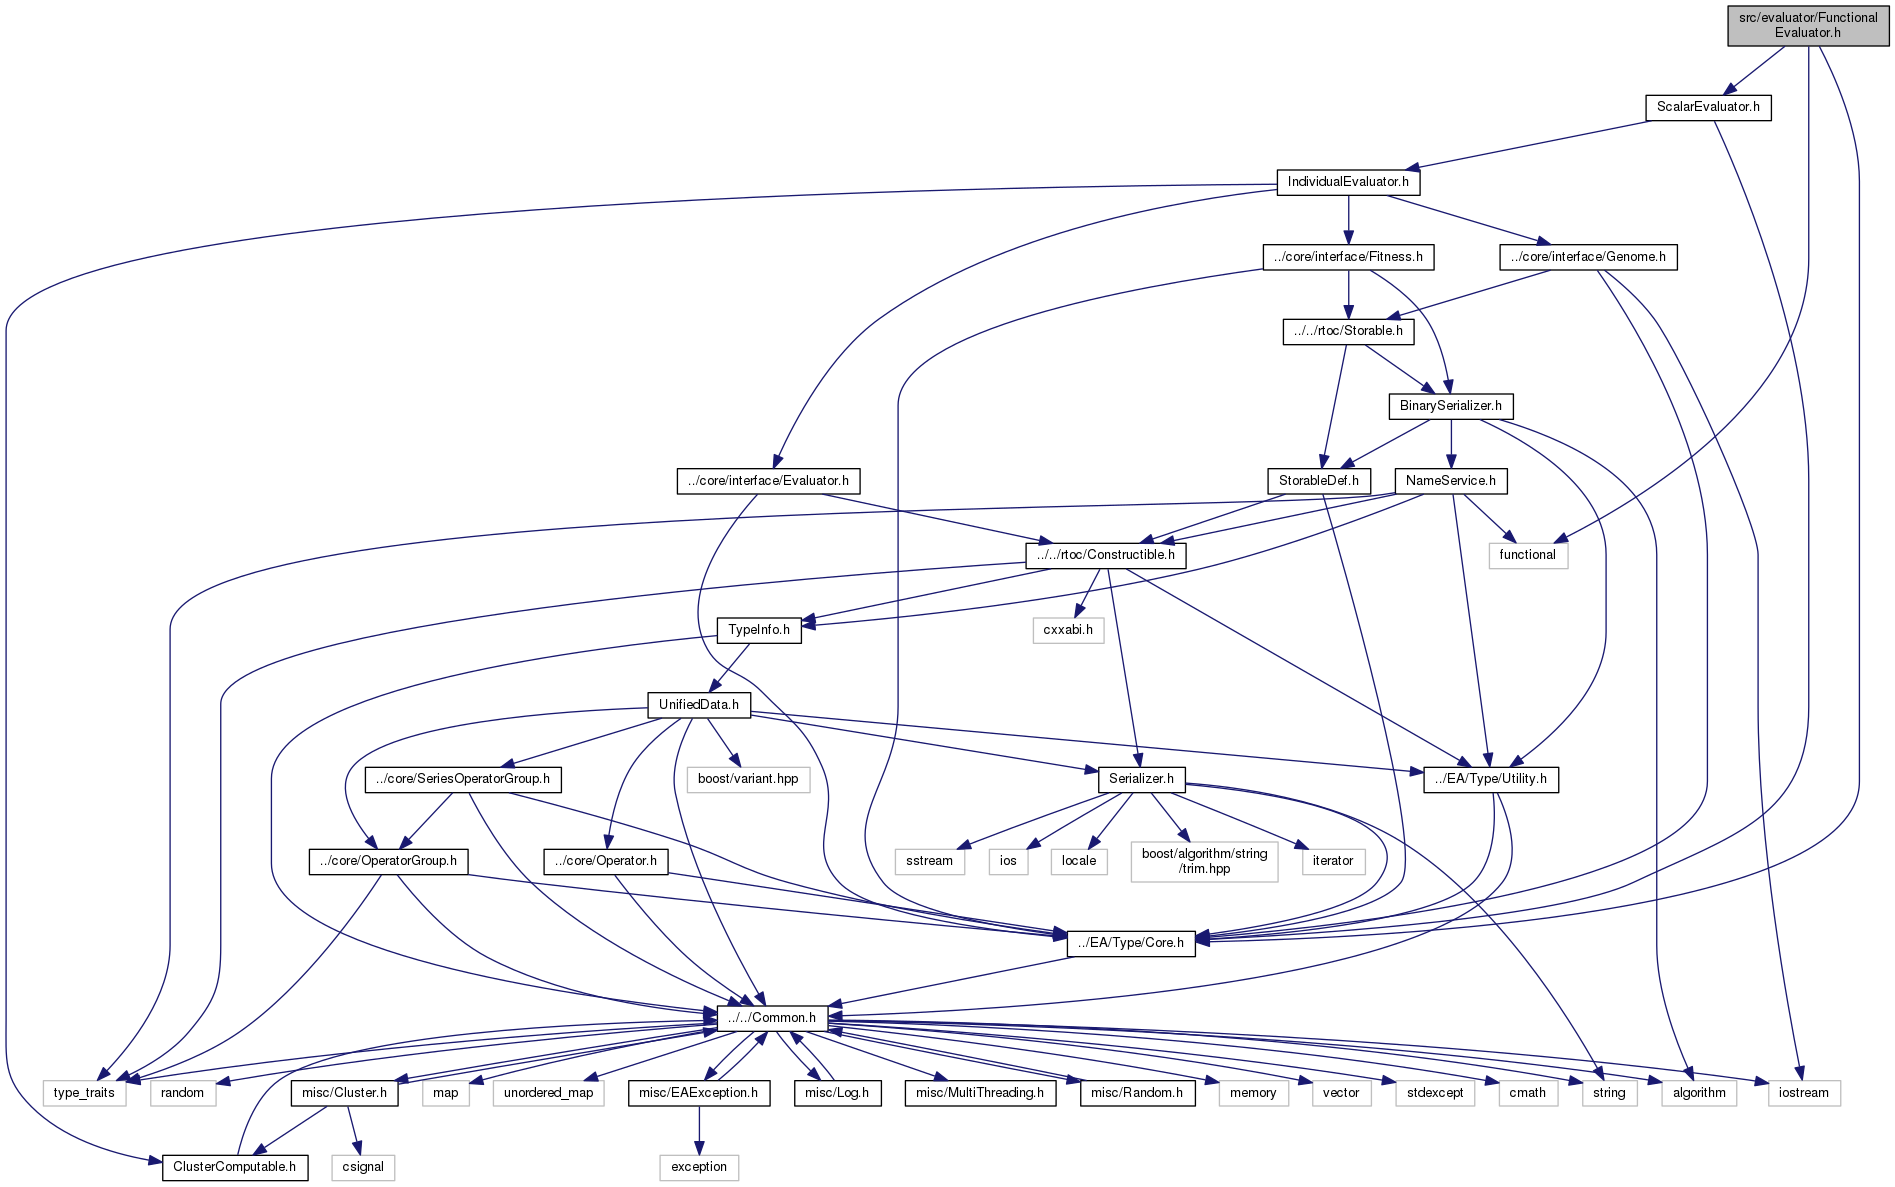 src/evaluator/Functional
Evaluator.h
ScalarEvaluator.h
IndividualEvaluator.h
../core/interface/Fitness.h
../core/interface/Genome.h
../../rtoc/Storable.h
BinarySerializer.h
../core/interface/Evaluator.h
StorableDef.h
NameService.h
../../rtoc/Constructible.h
functional
TypeInfo.h
cxxabi.h
UnifiedData.h
../core/SeriesOperatorGroup.h
boost/variant.hpp
Serializer.h
../EA/Type/Utility.h
../core/OperatorGroup.h
../core/Operator.h
sstream
ios
locale
boost/algorithm/string
/trim.hpp
iterator
../EA/Type/Core.h
../../Common.h
type_traits
random
misc/Cluster.h
map
unordered_map
misc/EAException.h
misc/Log.h
misc/MultiThreading.h
misc/Random.h
memory
vector
stdexcept
cmath
string
algorithm
iostream
ClusterComputable.h
csignal
exception